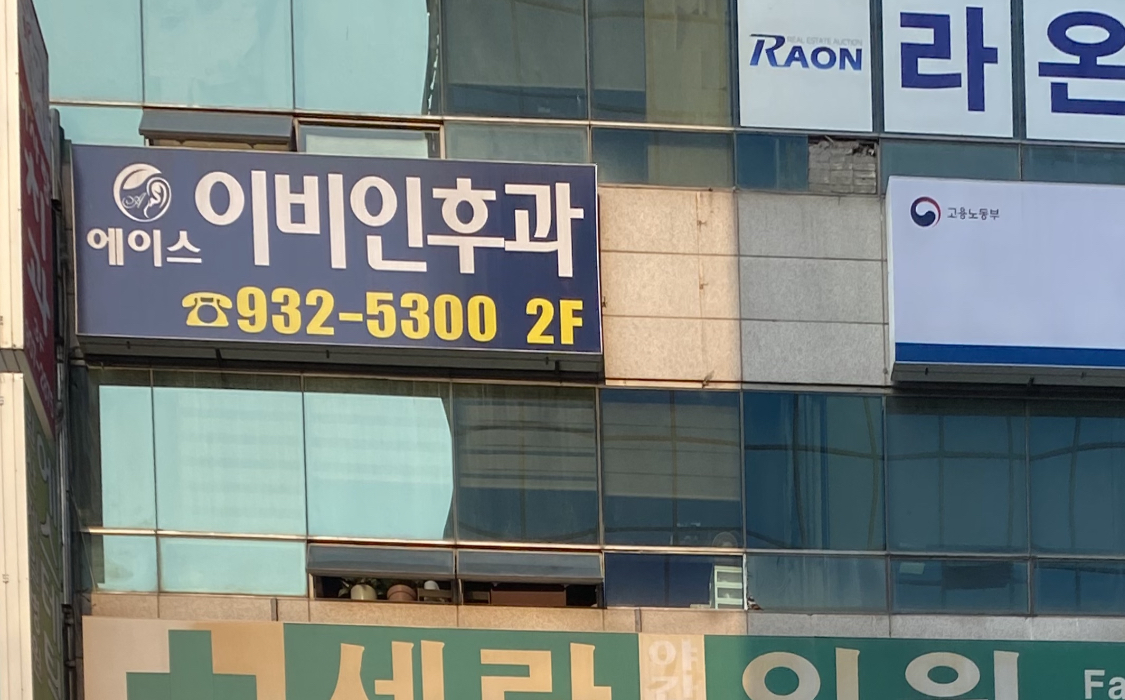 REAL ESTATE AUCTION
RAON
라온
에이스 이비인후과
☎932-5300 2F
고용노동부